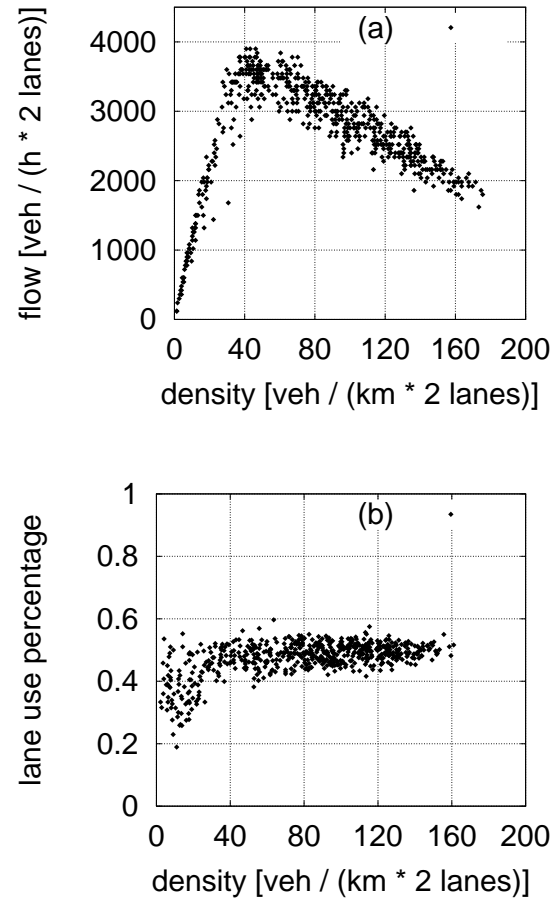 (a)
flow [veh / (h * 2 lanes)]
4000
3000
2000
1000
0
0 40 80 120 160 200
density [veh / (km * 2 lanes)]
(b)
lane use percentage
1
0.8
0.6
0.4
0.2
0
0 40 80 120 160 200
density [veh / (km * 2 lanes)]